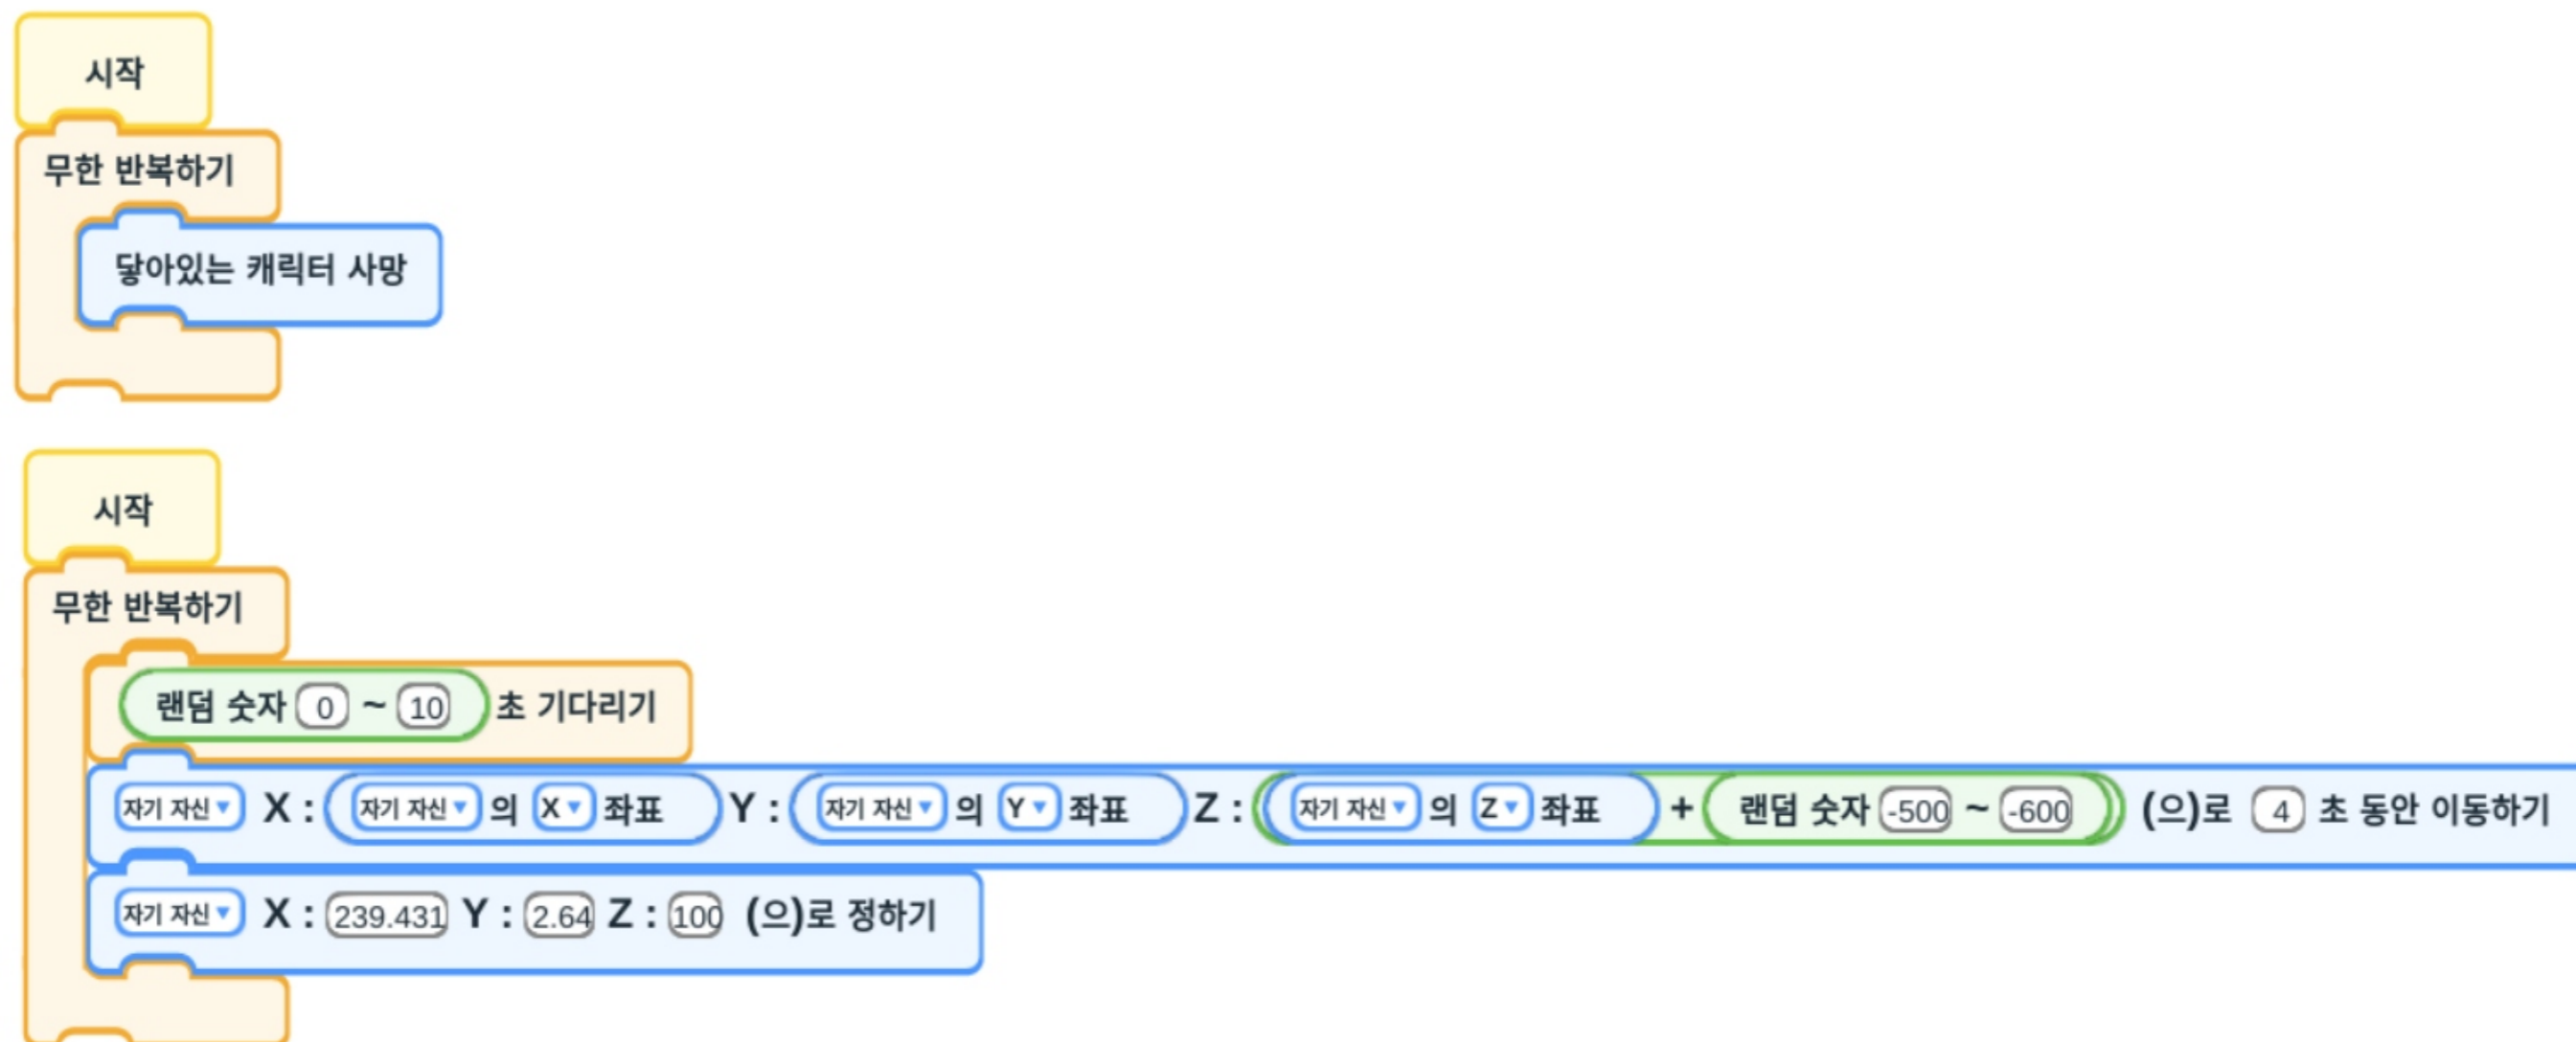 시작
무한 반복하기
닿아있는 캐릭터 사망
시작
무한 반복하기
랜덤 숫자 0 ~ 10 초 기다리기
자기 자신 ▼ X : 자기 자신 ▼ 의 X ▼ 좌표 Y : 자기 자신 ▼ 의 Y ▼ 좌표 Z : 자기 자신 ▼ 의 Z ▼ 좌표 + 랜덤 숫자 -500 ~ -600 (으)로 4 초 동안 이동하기
자기 자신 ▼ X : 239.431 Y : 2.64 Z : 100 (으)로 정하기